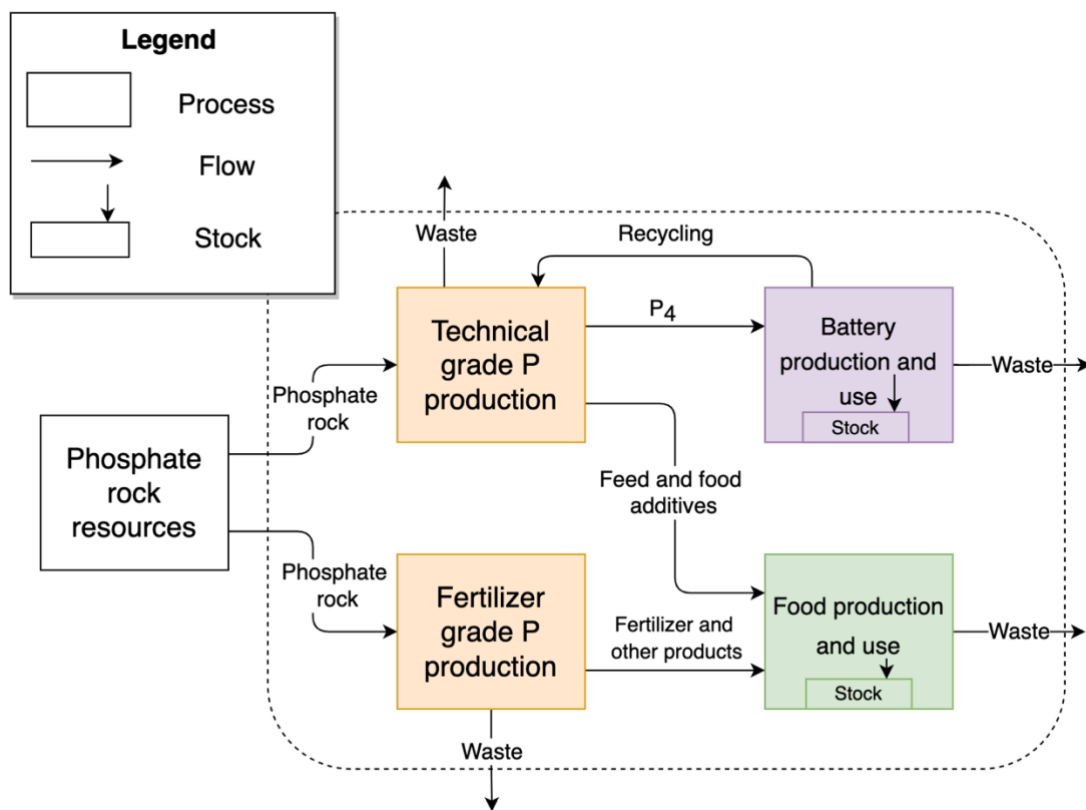 Legend
Process
Flow
Stock
Waste
Recycling
Technical
grade P
production
P4
Battery
production and
use
Stock
Waste
Phosphate
rock
Phosphate
rock
resources
Feed and food
additives
Phosphate
rock
Fertilizer
grade P
production
Fertilizer and
other products
Food production
and use
Stock
Waste
Waste